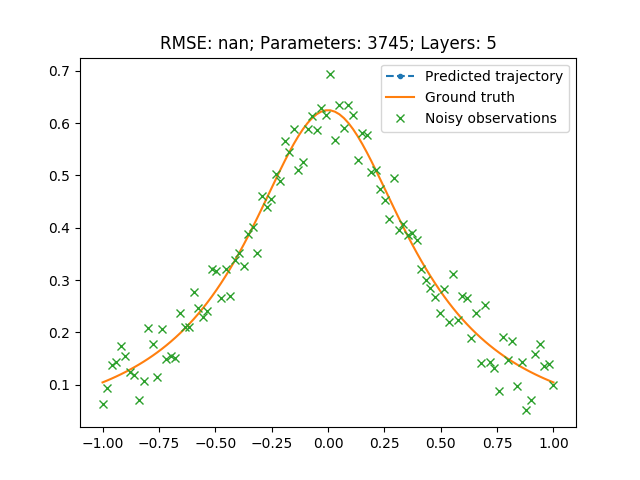 RMSE: nan; Parameters: 3745; Layers: 5
Predicted trajectory
Ground truth
Noisy observations
0.7
0.6
0.5
0.4
0.3
0.2
0.1
−1.00 −0.75 −0.50 −0.25 0.00 0.25 0.50 0.75 1.00